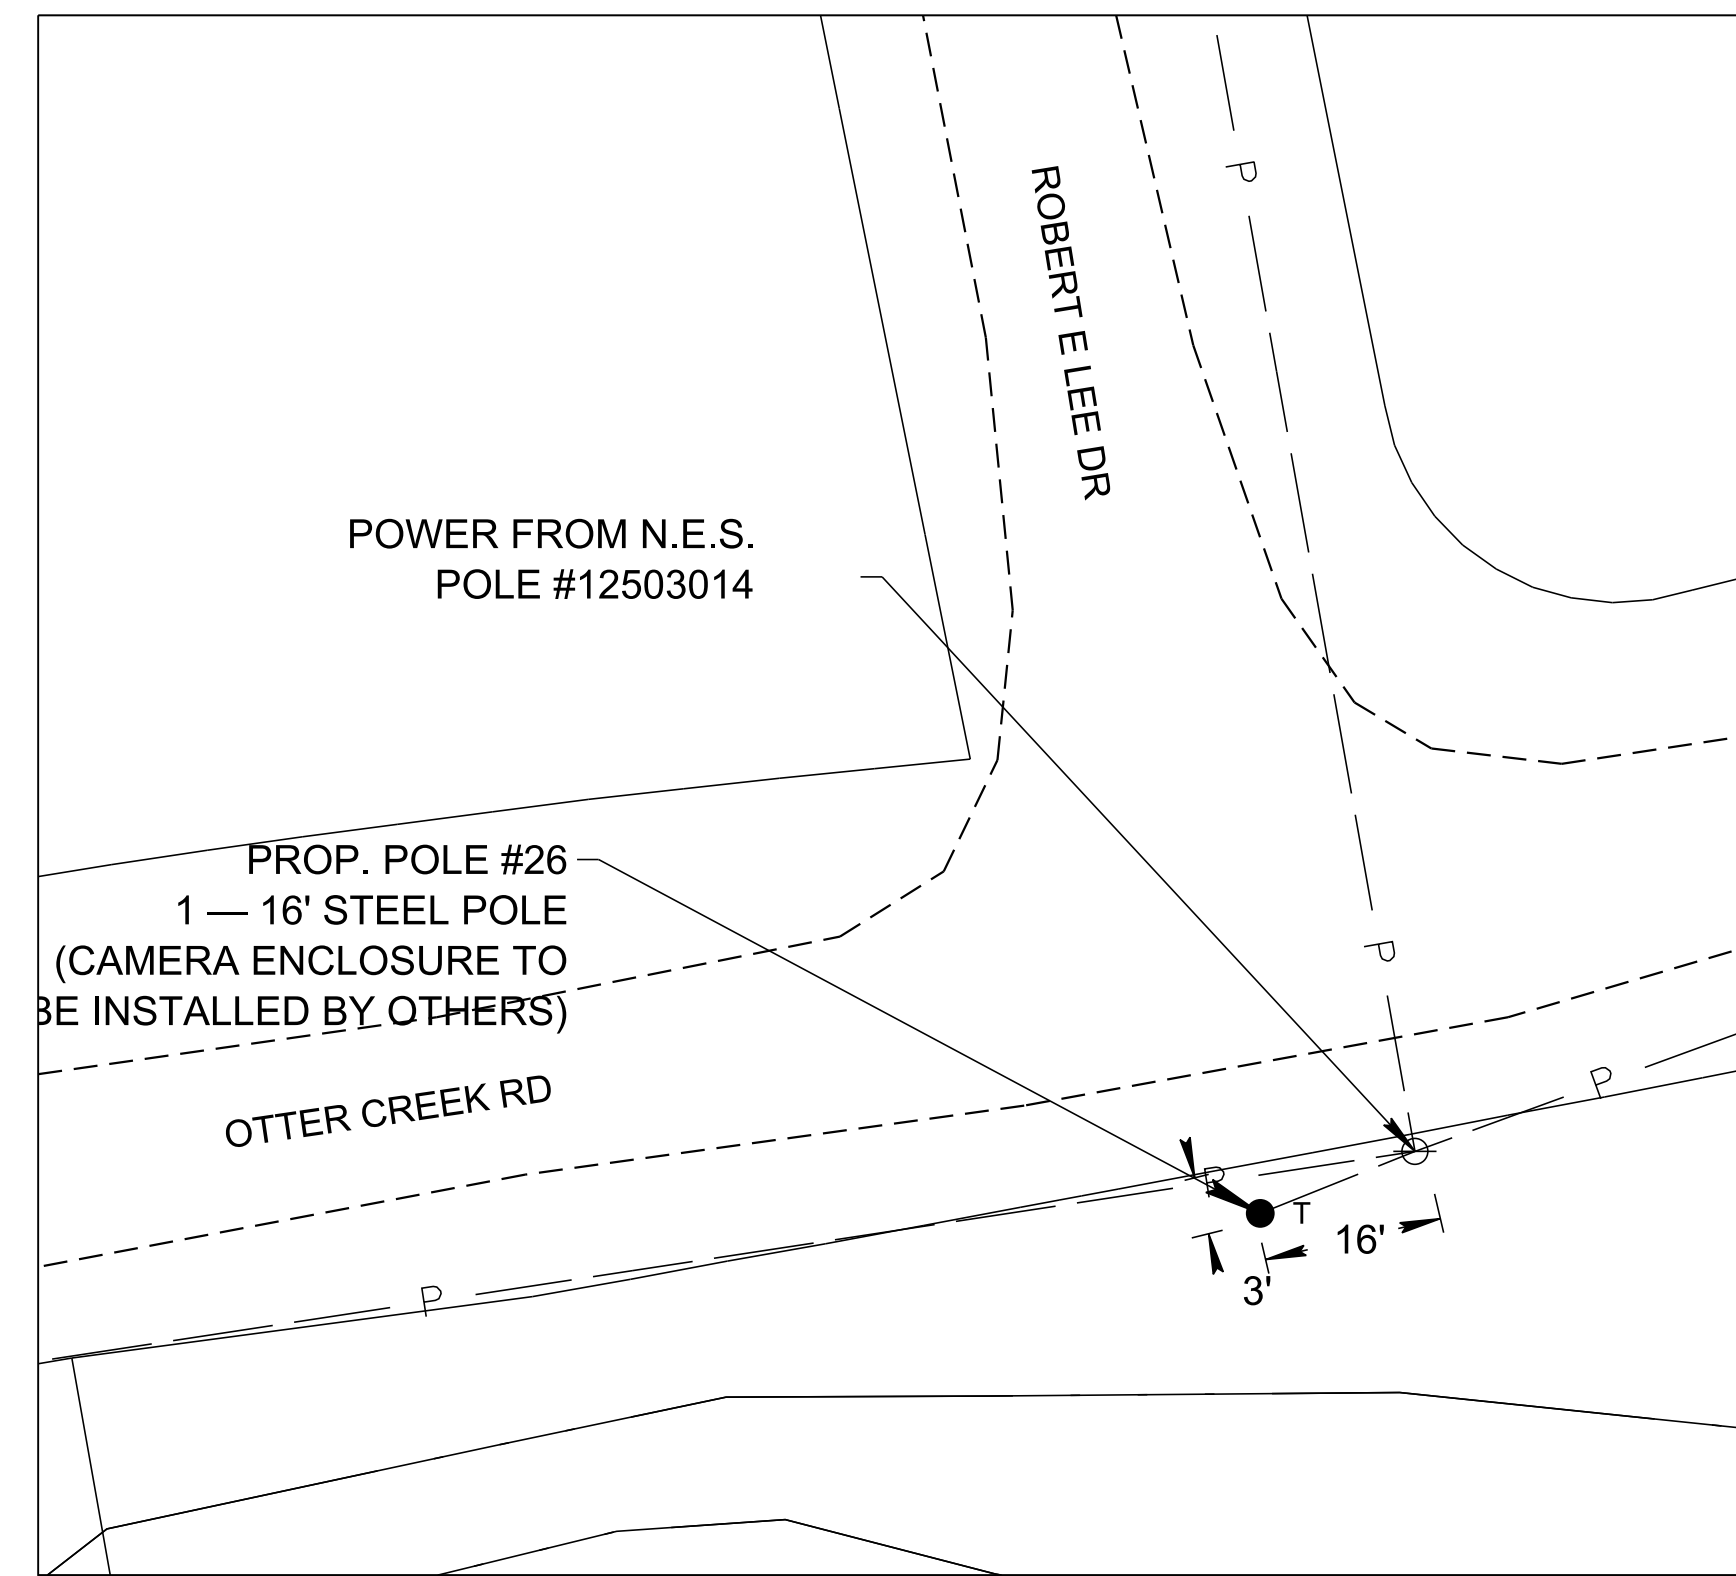 P
ROBERT E LEE DR
POWER FROM N.E.S.
POLE #12503014
PROP. POLE #26
1 — 16' STEEL POLE
(CAMERA ENCLOSURE TO
BE INSTALLED BY OTHERS)
P
P
OTTER CREEK RD
P
T
16'
3'
P